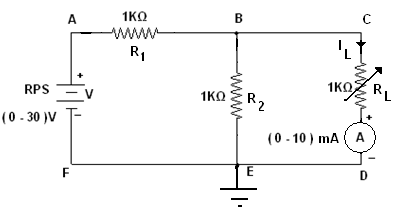 A 1KΩ B C
R1
IL
RPS + V −
(0 - 30)V
1KΩ R2
1KΩ RL
+
(0 - 10) mA A
−
F E D